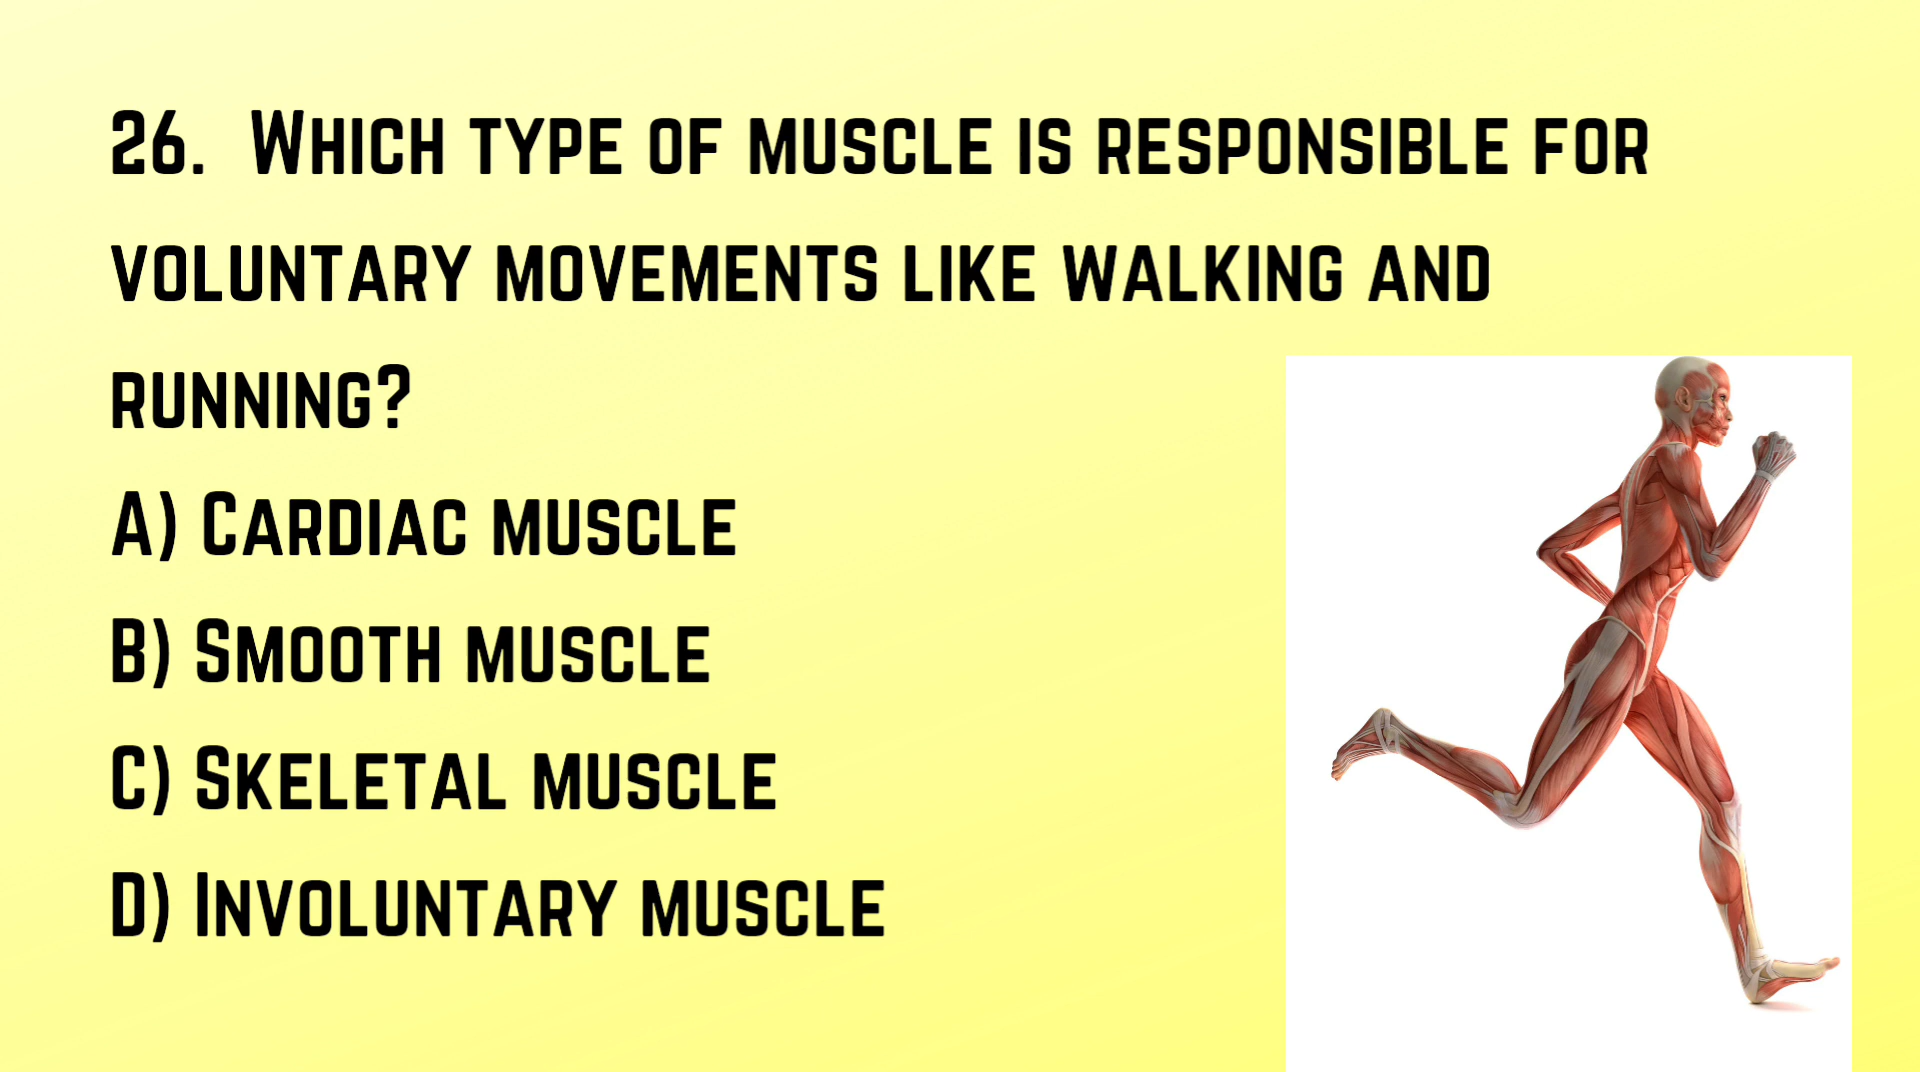 26. Which type of muscle is responsible for
voluntary movements like walking and
running?
A) Cardiac muscle
B) Smooth muscle
C) Skeletal muscle
D) Involuntary muscle